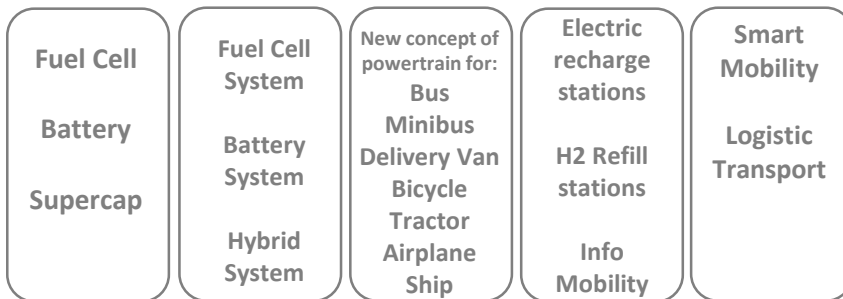 Fuel Cell
Battery
Supercap
Fuel Cell
System
Battery
System
Hybrid
System
New concept of
powertrain for:
Bus
Minibus
Delivery Van
Bicycle
Tractor
Airplane
Ship
Electric
recharge
stations
H2 Refill
stations
Info
Mobility
Smart
Mobility
Logistic
Transport